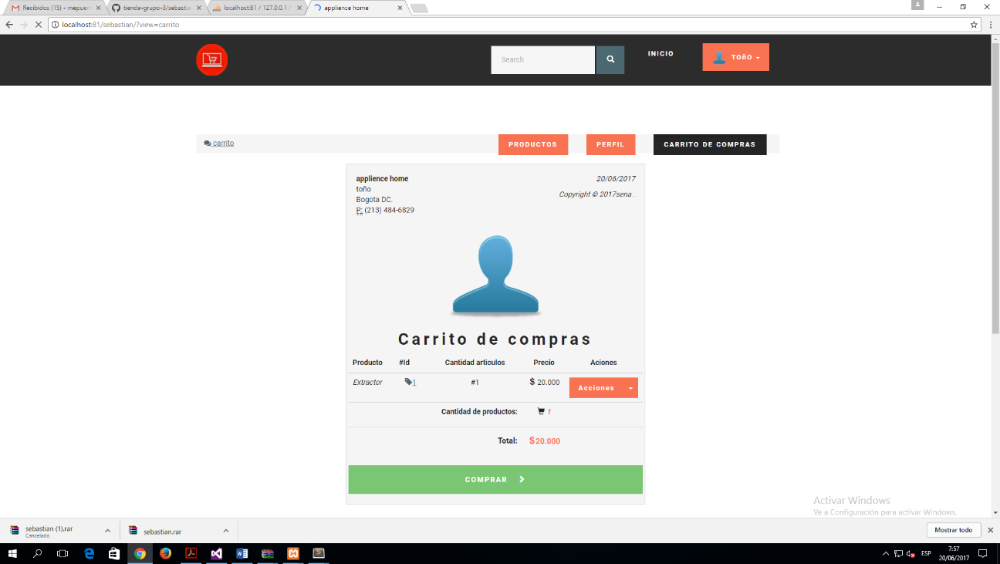 Recibidos (15) - mepuent
tienda-grupo-3/sebastia
localhost:81 / 127.0.0.1 /
applience home
localhost:81/sebastian/?view=carrito
Search
INICIO
TOñO
carrito
PRODUCTOS
PERFIL
CARRITO DE COMPRAS
applience home
20/06/2017
toño
Copyright © 2017sena .
Bogota DC.
P: (213) 484-6829
Carrito de compras
Producto #Id Cantidad articulos Precio Aciones
Extractor 1 #1 $ 20.000 Acciones
Cantidad de productos: 1
Total: $20.000
COMPRAR
Activar Windows
Ve a Configuración para activar Windows.
sebastian (1).rar
Cancelado
sebastian.rar
Mostrar todo
ESP
7:57
20/06/2017